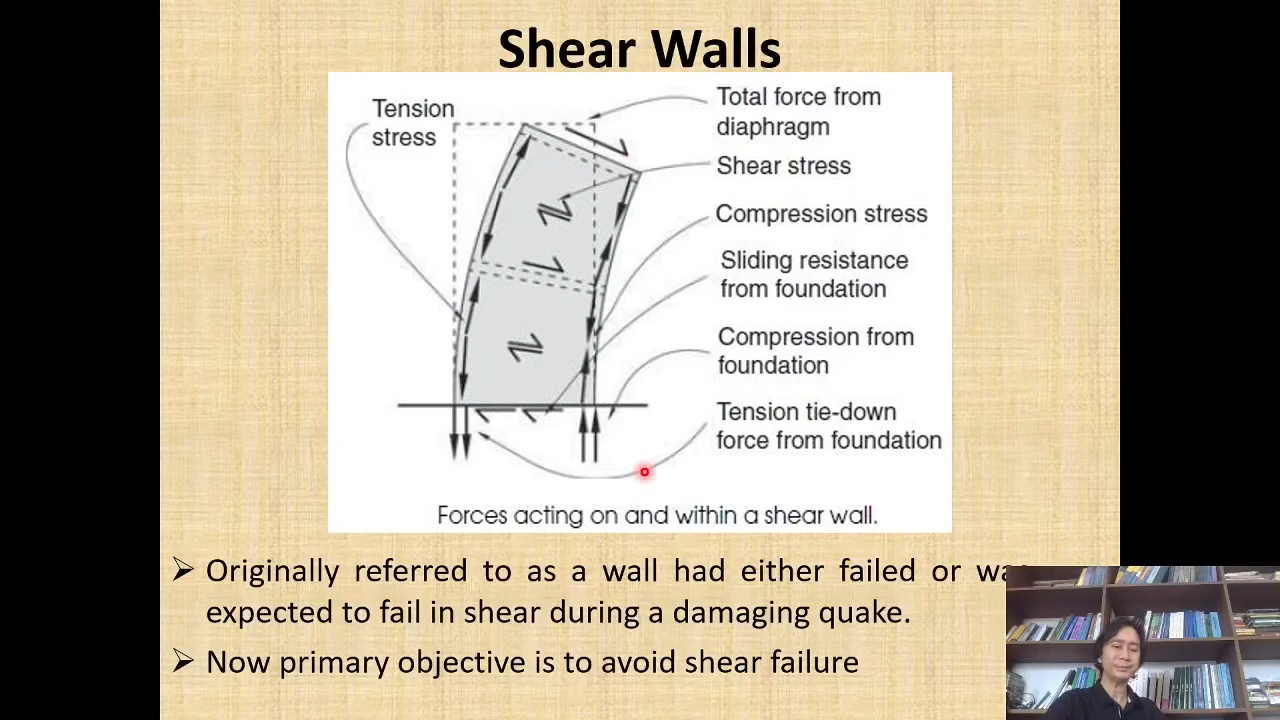 Shear Walls
Tension
stress
Total force from
diaphragm
Shear stress
Compression stress
Sliding resistance
from foundation
Compression from
foundation
Tension tie-down
force from foundation
Forces acting on and within a shear wall.
➢ Originally referred to as a wall had either failed or was
expected to fail in shear during a damaging quake.
➢ Now primary objective is to avoid shear failure